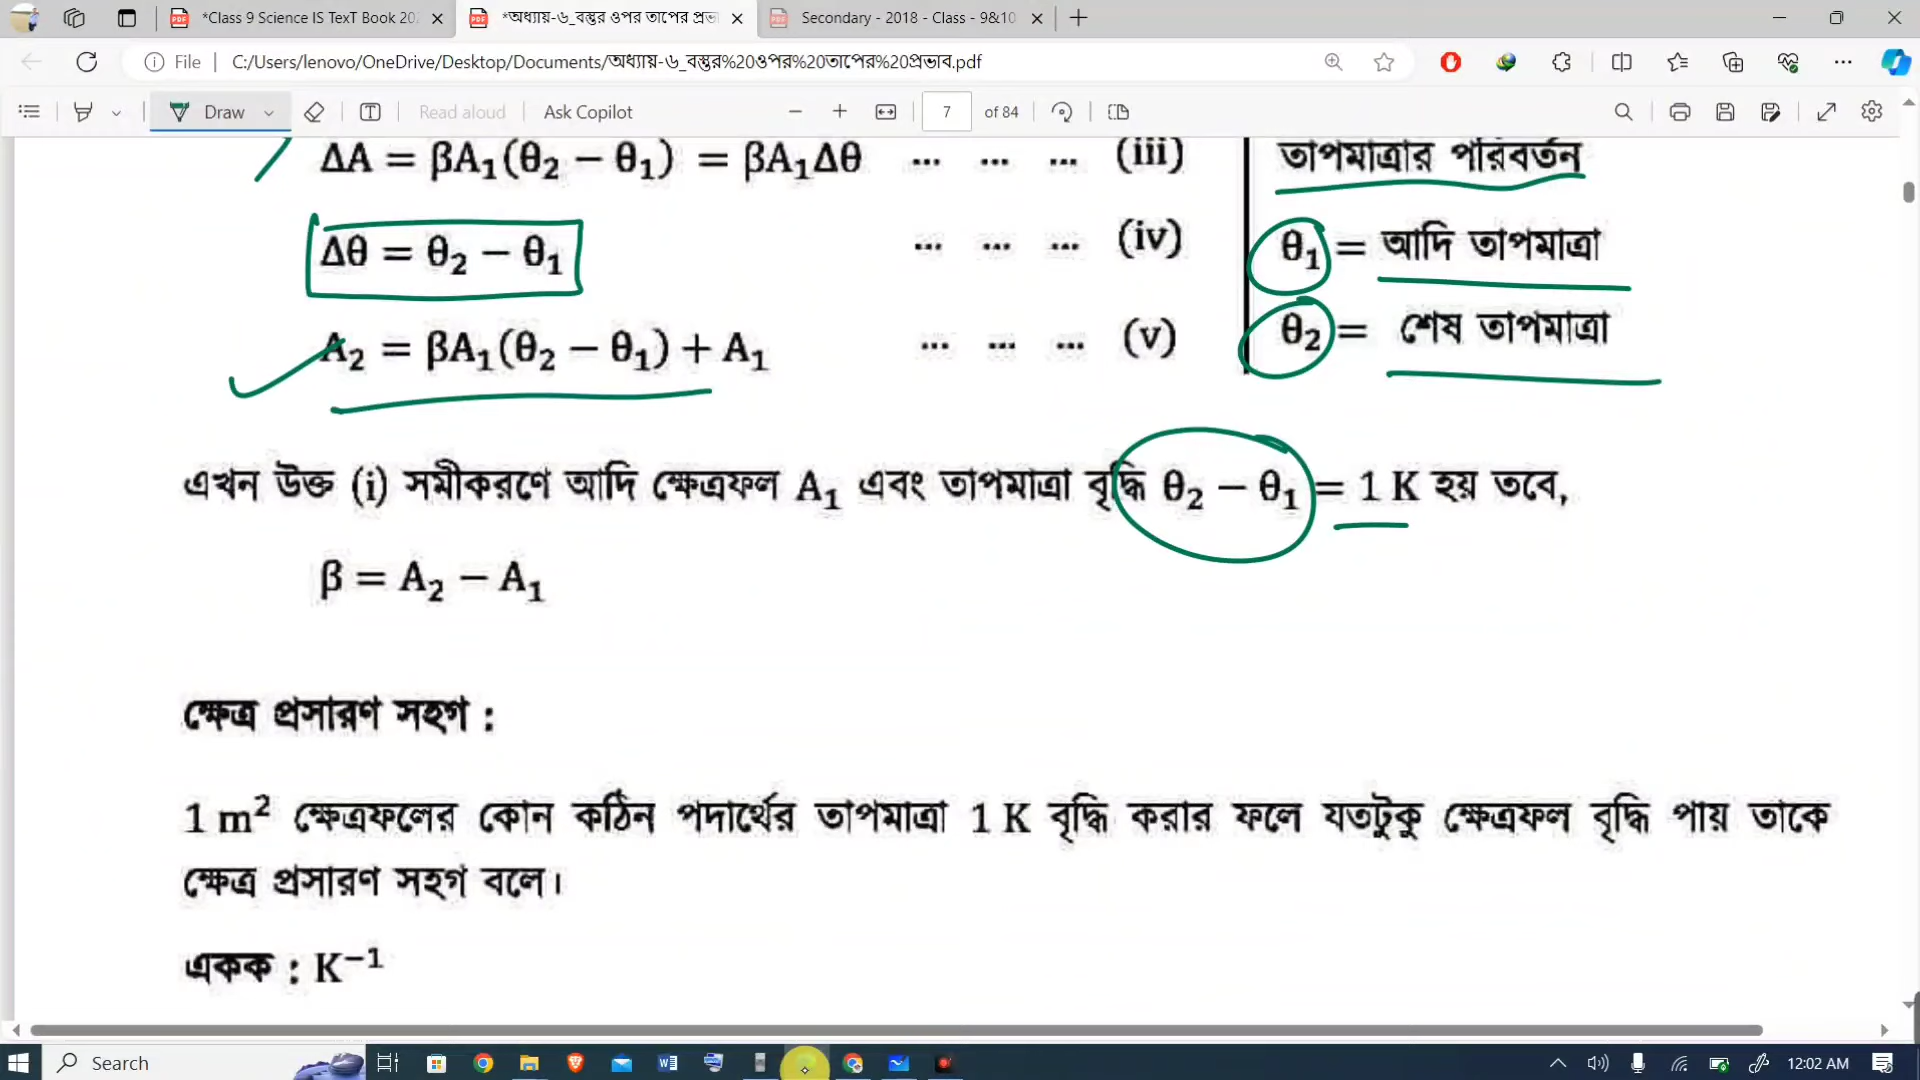 *Class 9 Science IS TexT Book 202
*অধ্যায়-৬_বস্তুর ওপর তাপের প্রভা
Secondary - 2018 - Class - 9&10
File
C:/Users/lenovo/OneDrive/Desktop/Documents/অধ্যায়-৬_বস্তুর%20ওপর%20তাপের%20প্রভাব.pdf
Draw
Read aloud
Ask Copilot
7 of 84
ΔA = βA₁(θ₂ − θ₁) = βA₁Δθ ... ... ... (iii)
তাপমাত্রার পরিবর্তন
Δθ = θ₂ − θ₁ ... ... ... (iv)
θ₁ = আদি তাপমাত্রা
A₂ = βA₁(θ₂ − θ₁) + A₁ ... ... ... (v)
θ₂ = শেষ তাপমাত্রা
এখন উক্ত (i) সমীকরণে আদি ক্ষেত্রফল A₁ এবং তাপমাত্রা বৃদ্ধি θ₂ − θ₁ = 1 K হয় তবে,
β = A₂ − A₁
ক্ষেত্র প্রসারণ সহগ :
1 m² ক্ষেত্রফলের কোন কঠিন পদার্থের তাপমাত্রা 1 K বৃদ্ধি করার ফলে যতটুকু ক্ষেত্রফল বৃদ্ধি পায় তাকে
ক্ষেত্র প্রসারণ সহগ বলে।
একক : K⁻¹
Search
12:02 AM